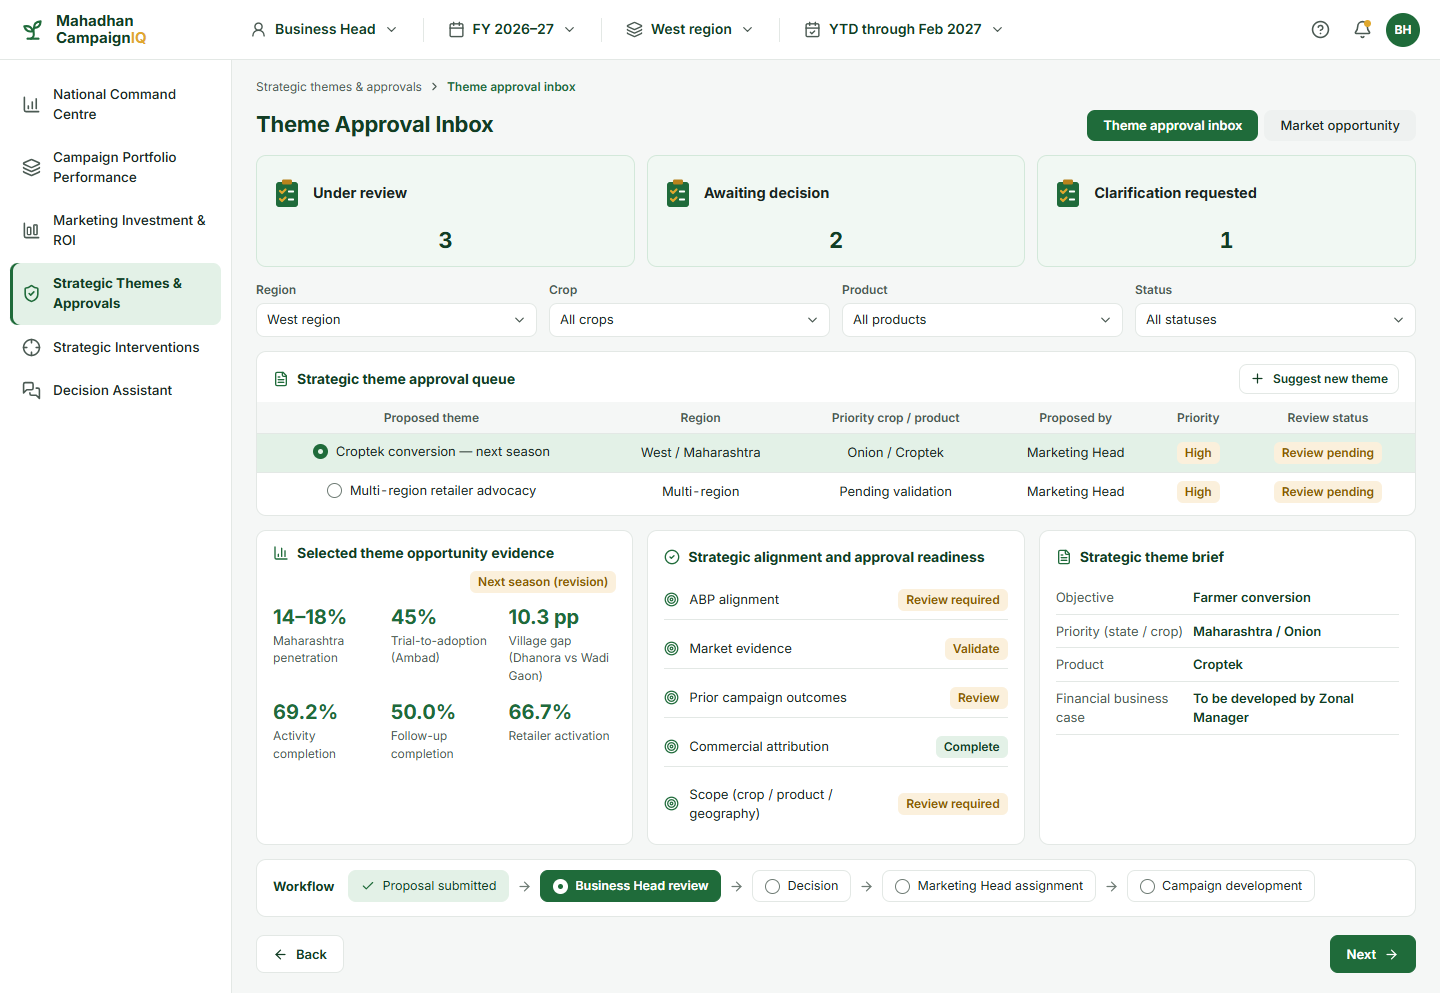 Mahadhan
CampaignIQ
Business Head
FY 2026–27
West region
YTD through Feb 2027
BH
National Command
Centre
Campaign Portfolio
Performance
Marketing Investment &
ROI
Strategic Themes &
Approvals
Strategic Interventions
Decision Assistant
Strategic themes & approvals
Theme approval inbox
Theme Approval Inbox
Theme approval inbox
Market opportunity
Under review
3
Awaiting decision
2
Clarification requested
1
Region
Crop
Product
Status
West region
All crops
All products
All statuses
Strategic theme approval queue
Suggest new theme
Proposed theme
Region
Priority crop / product
Proposed by
Priority
Review status
Croptek conversion — next season
West / Maharashtra
Onion / Croptek
Marketing Head
High
Review pending
Multi-region retailer advocacy
Multi-region
Pending validation
Marketing Head
High
Review pending
Selected theme opportunity evidence
Next season (revision)
14–18%
Maharashtra
penetration
45%
Trial-to-adoption
(Ambad)
10.3 pp
Village gap
(Dhanora vs Wadi
Gaon)
69.2%
Activity
completion
50.0%
Follow-up
completion
66.7%
Retailer activation
Strategic alignment and approval readiness
ABP alignment
Review required
Market evidence
Validate
Prior campaign outcomes
Review
Commercial attribution
Complete
Scope (crop / product /
geography)
Review required
Strategic theme brief
Objective
Farmer conversion
Priority (state / crop)
Maharashtra / Onion
Product
Croptek
Financial business
case
To be developed by Zonal
Manager
Workflow
Proposal submitted
Business Head review
Decision
Marketing Head assignment
Campaign development
Back
Next